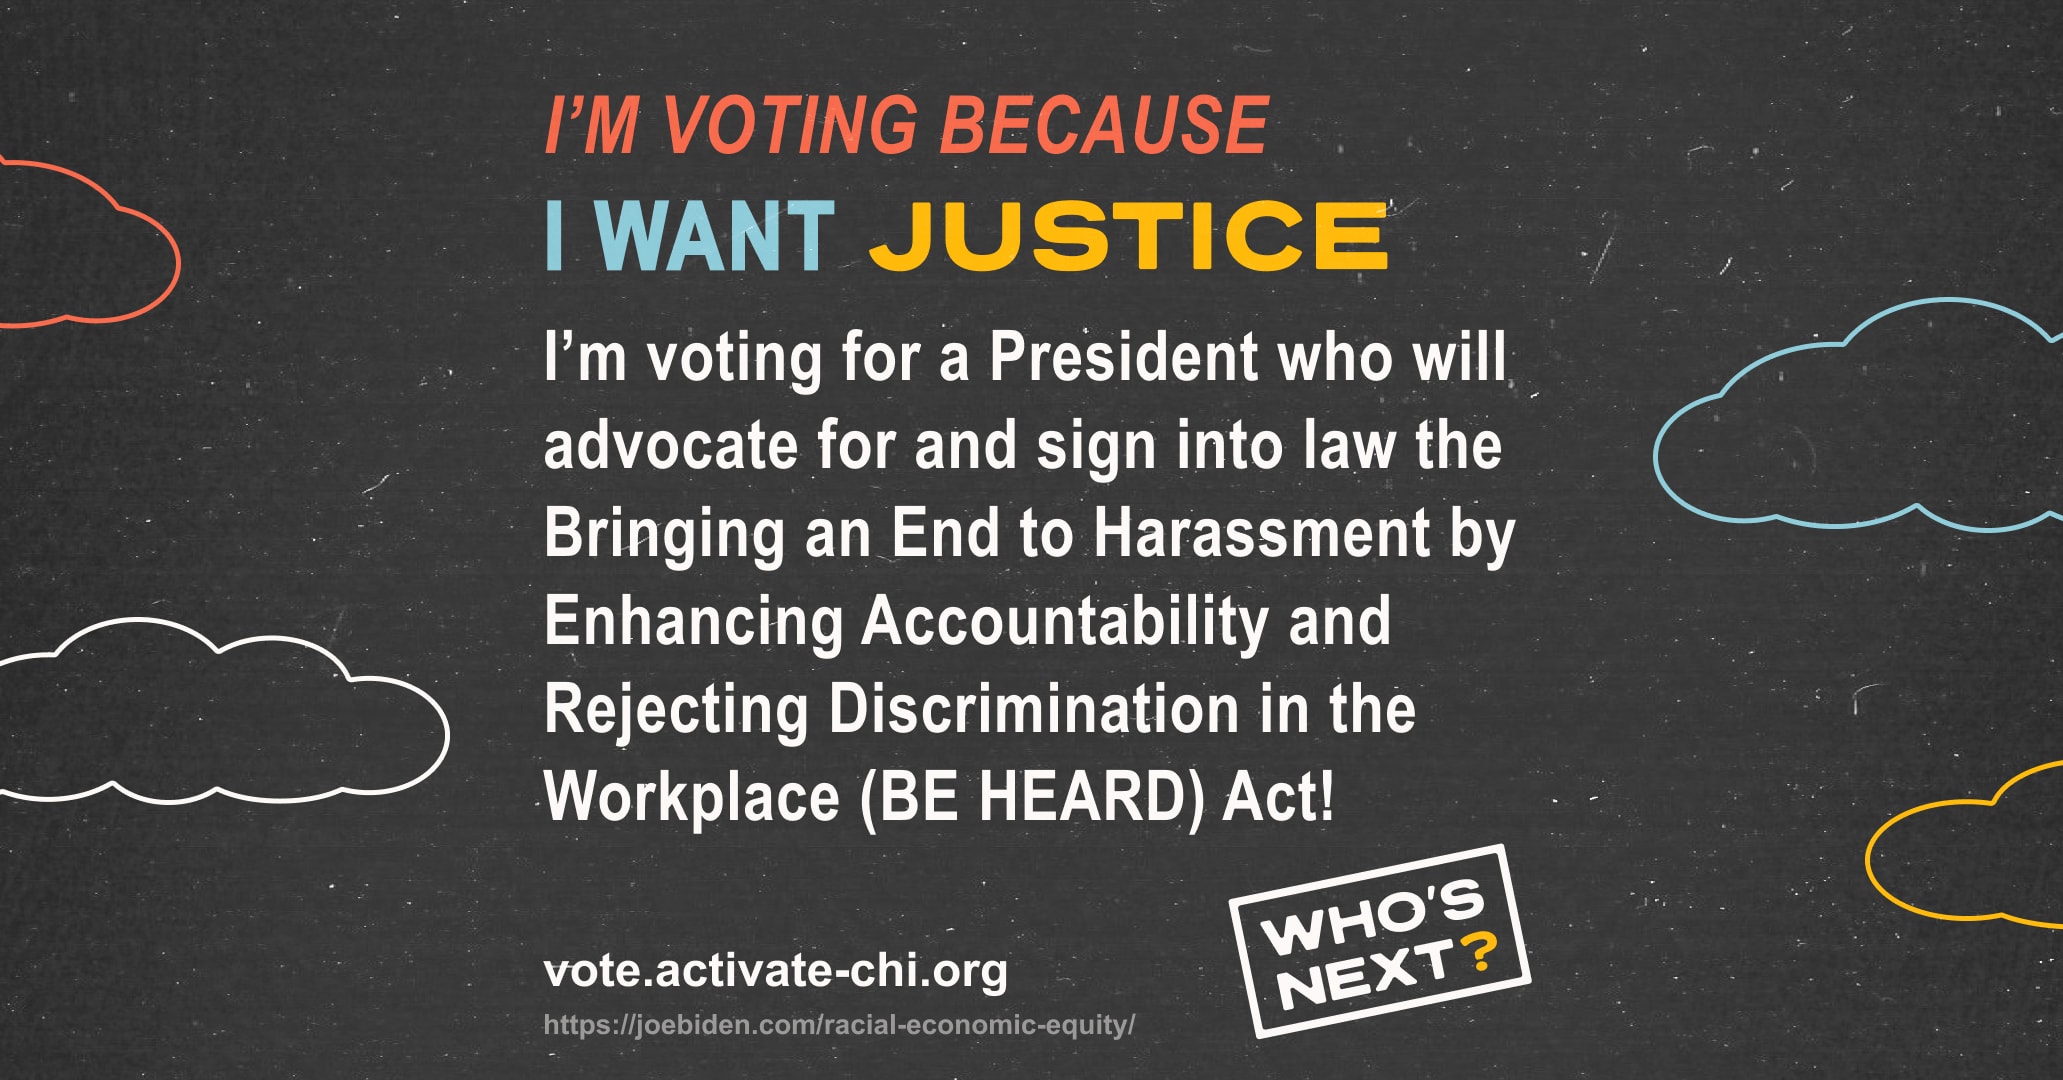 I’M VOTING BECAUSE
I WANT JUSTICE
I’m voting for a President who will
advocate for and sign into law the
Bringing an End to Harassment by
Enhancing Accountability and
Rejecting Discrimination in the
Workplace (BE HEARD) Act!
WHO’S
NEXT?
vote.activate-chi.org
https://joebiden.com/racial-economic-equity/